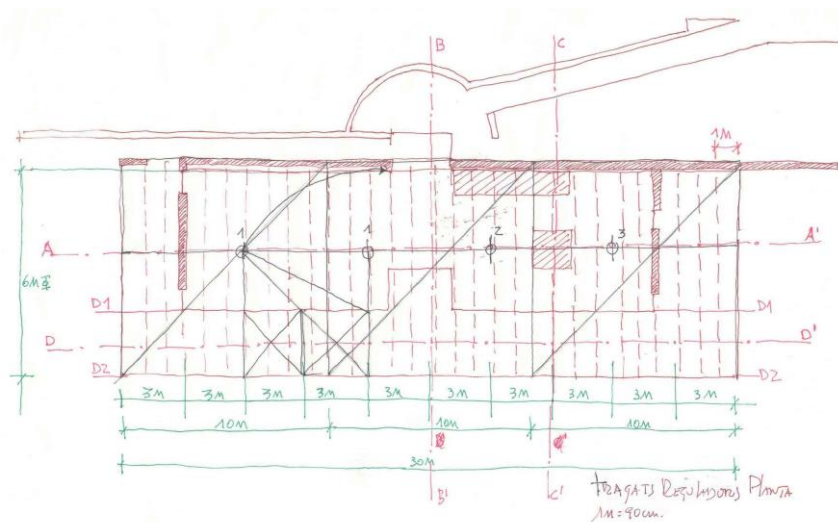 B
C
1M
1
1
2
3
A
A'
6MΦ
D1
D1
D
D'
D2
D2
3M 3M 3M 3M 3M 3M 3M 3M 3M 3M
10M 10M 10M
30M
B'
C'
TRAÇATS REGULADORS PLANTA
1M=90cm.